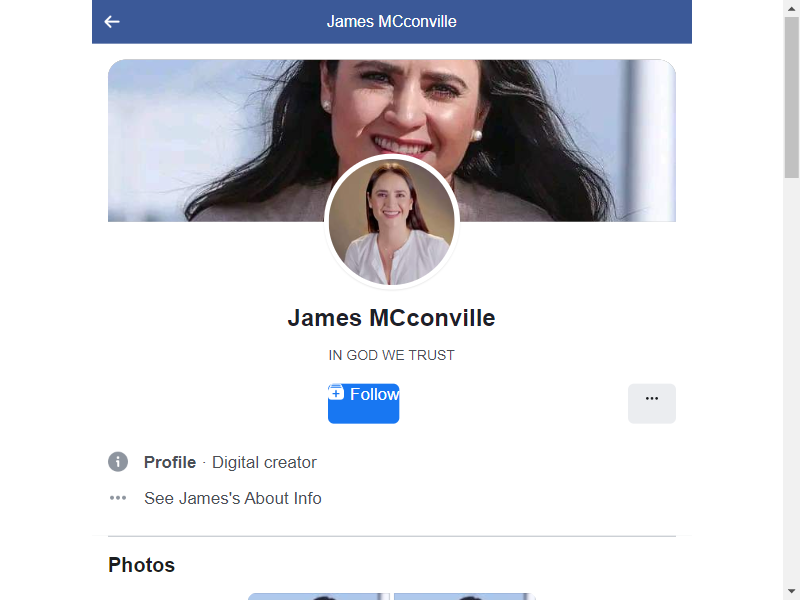 James MCconville
James MCconville
IN GOD WE TRUST
Follow
Profile · Digital creator
See James's About Info
Photos